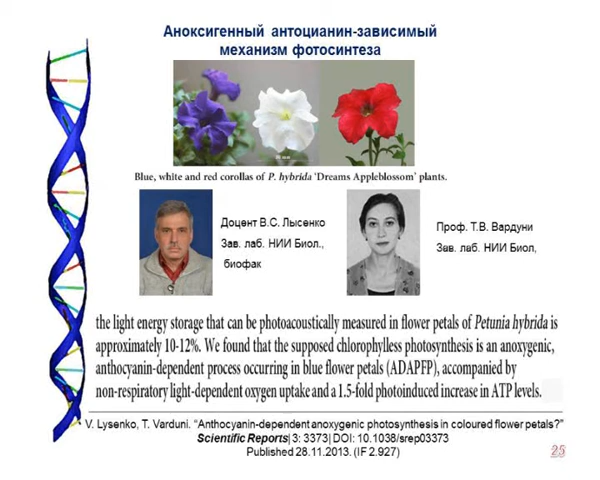 Аноксигенный антоцианин-зависимый
механизм фотосинтеза
Blue, white and red corollas of P. hybrida ‘Dreams Appleblossom’ plants.
Доцент В.С. Лысенко
Зав. лаб. НИИ Биол.,
биофак
Проф. Т.В. Вардуни
Зав. лаб. НИИ Биол,
the light energy storage that can be photoacoustically measured in flower petals of Petunia hybrida is
approximately 10-12%. We found that the supposed chlorophylless photosynthesis is an anoxygenic,
anthocyanin-dependent process occurring in blue flower petals (ADAPFP), accompanied by
non-respiratory light-dependent oxygen uptake and a 1.5-fold photoinduced increase in ATP levels.
V. Lysenko, T. Varduni. “Anthocyanin-dependent anoxygenic photosynthesis in coloured flower petals?”
Scientific Reports| 3: 3373| DOI: 10.1038/srep03373
Published 28.11.2013. (IF 2.927)
25